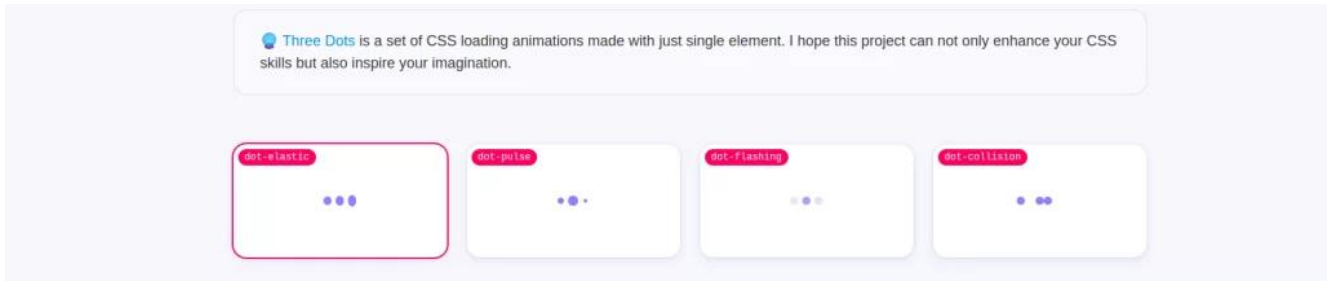 Three Dots is a set of CSS loading animations made with just single element. I hope this project can not only enhance your CSS
skills but also inspire your imagination.
dot-elastic
dot-pulse
dot-flashing
dot-collision